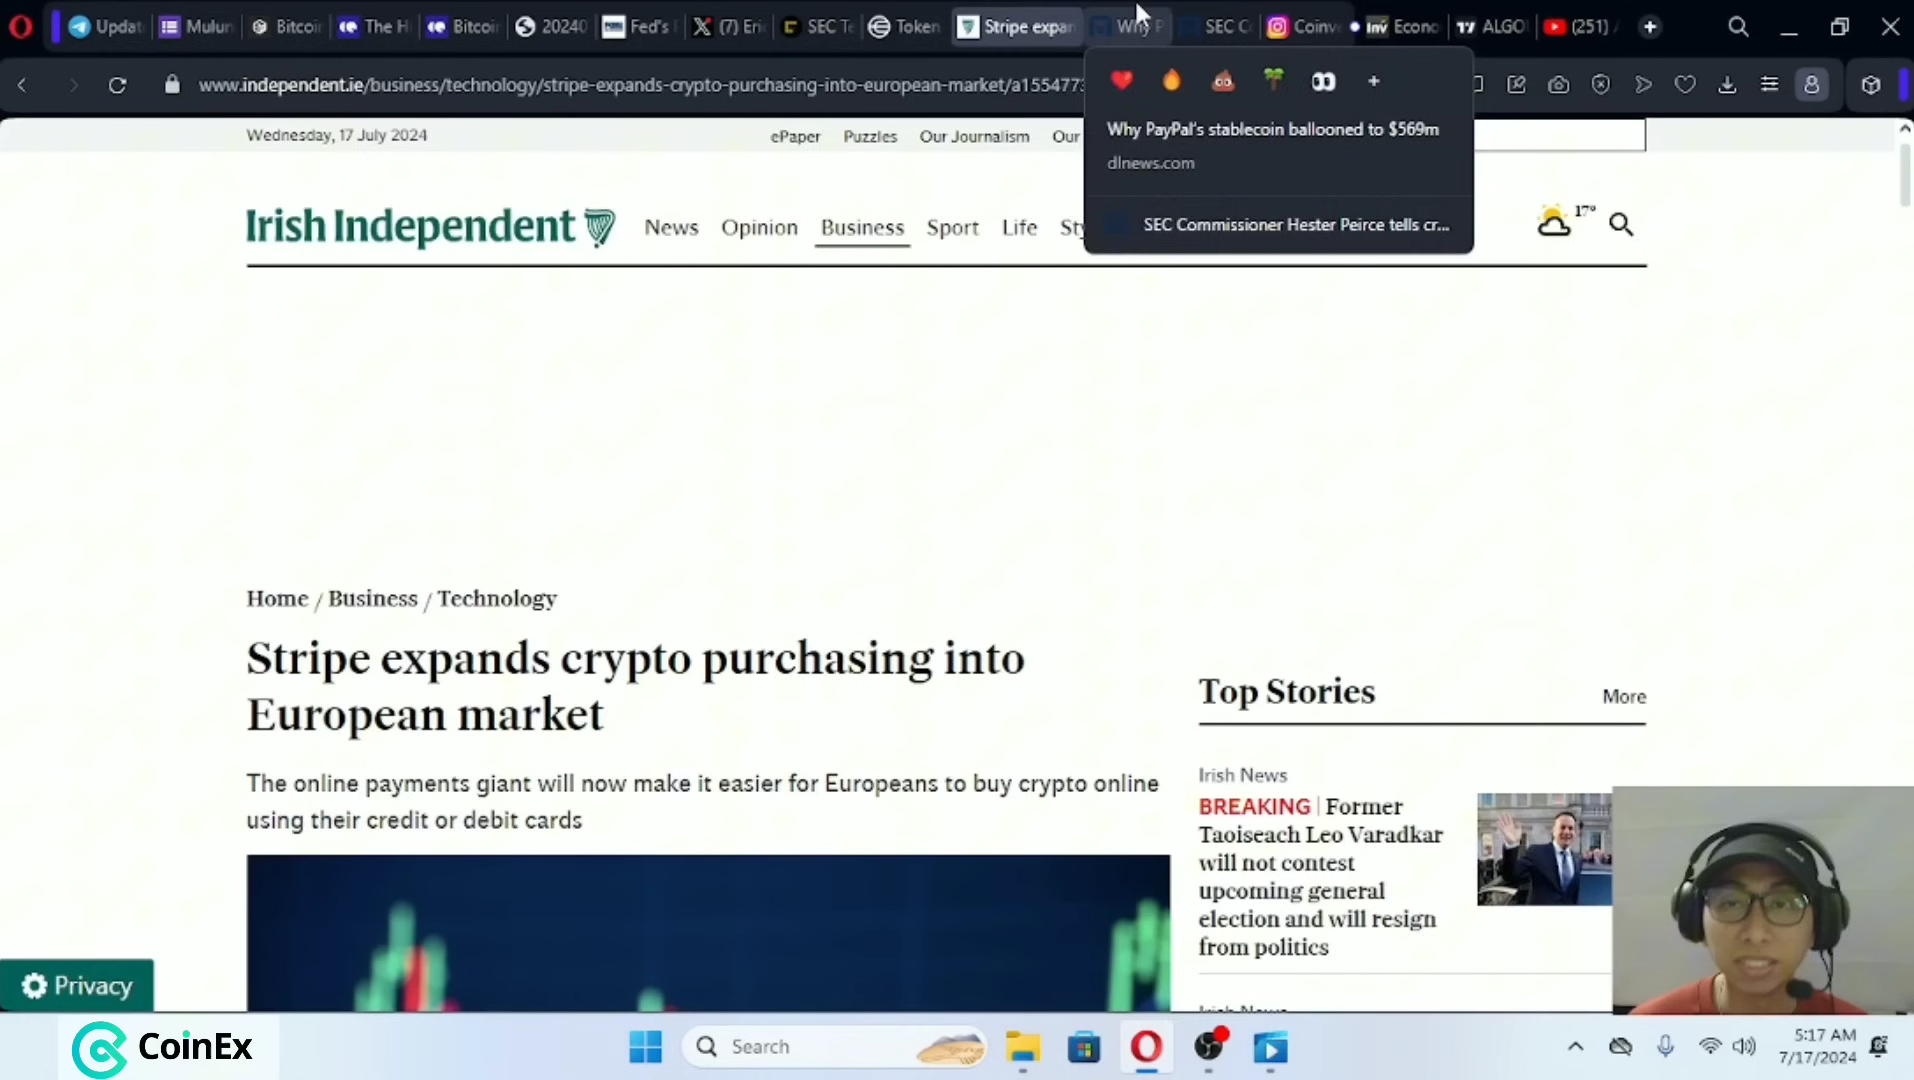 Updat
Mulun
Bitcoi
The H
Bitcoi
20240
Fed's
(7) Eri
SEC Te
Token
Stripe expan
Why P
SEC C
Coinv
Econo
ALGO
(251)
www.independent.ie/business/technology/stripe-expands-crypto-purchasing-into-european-market/a1554773
Why PayPal's stablecoin ballooned to $569m
dlnews.com
SEC Commissioner Hester Peirce tells cr...
Wednesday, 17 July 2024
ePaper
Puzzles
Our Journalism
Our
Irish Independent
News
Opinion
Business
Sport
Life
Sty
17°
Home / Business / Technology
Stripe expands crypto purchasing into
European market
The online payments giant will now make it easier for Europeans to buy crypto online
using their credit or debit cards
Top Stories
More
Irish News
BREAKING | Former
Taoiseach Leo Varadkar
will not contest
upcoming general
election and will resign
from politics
Privacy
CoinEx
Search
5:17 AM
7/17/2024